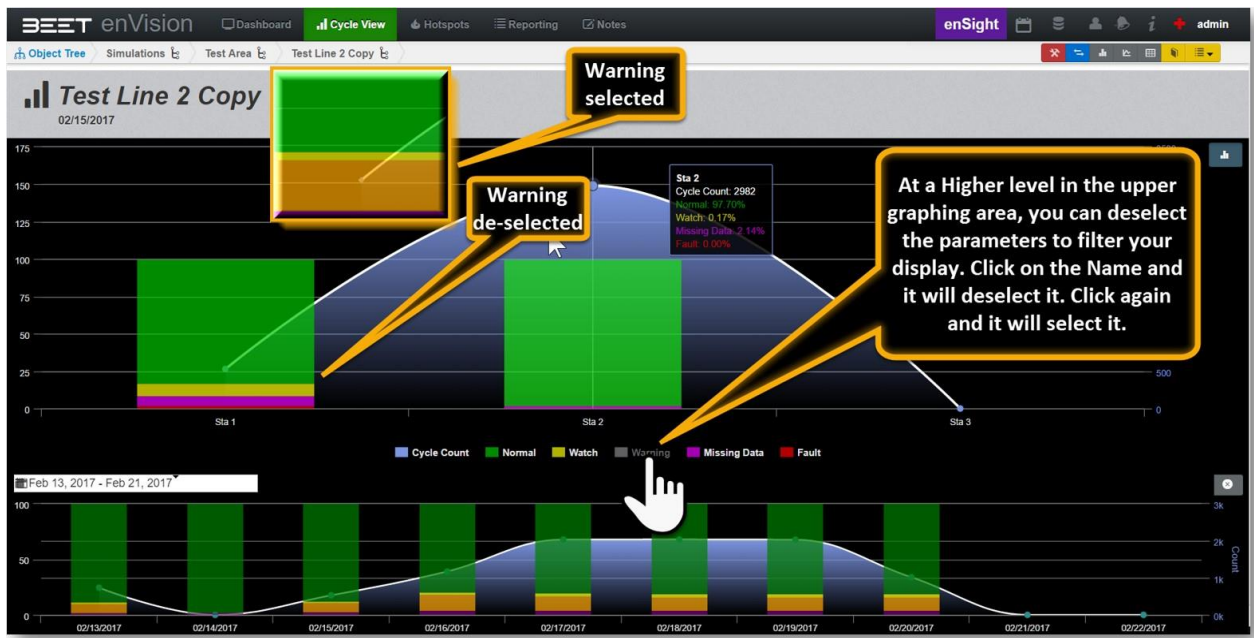 BEET enVision Dashboard Cycle View Hotspots Reporting Notes enSight admin
Object Tree Simulations Test Area Test Line 2 Copy
Test Line 2 Copy
02/15/2017
Warning
selected
Warning
de-selected
At a Higher level in the upper
graphing area, you can deselect
the parameters to filter your
display. Click on the Name and
it will deselect it. Click again
and it will select it.
Sta 2
Cycle Count: 2982
Normal: 97.70%
Watch: 0.17%
Missing Data: 2.14%
Fault: 0.00%
175
150
125
100
75
50
25
0
500
0
Sta 1 Sta 2 Sta 3
Cycle Count Normal Watch Warning Missing Data Fault
Feb 13, 2017 - Feb 21, 2017
100
50
0
3k
2k
1k
0k
Count
02/13/2017 02/14/2017 02/15/2017 02/16/2017 02/17/2017 02/18/2017 02/19/2017 02/20/2017 02/21/2017 02/22/2017